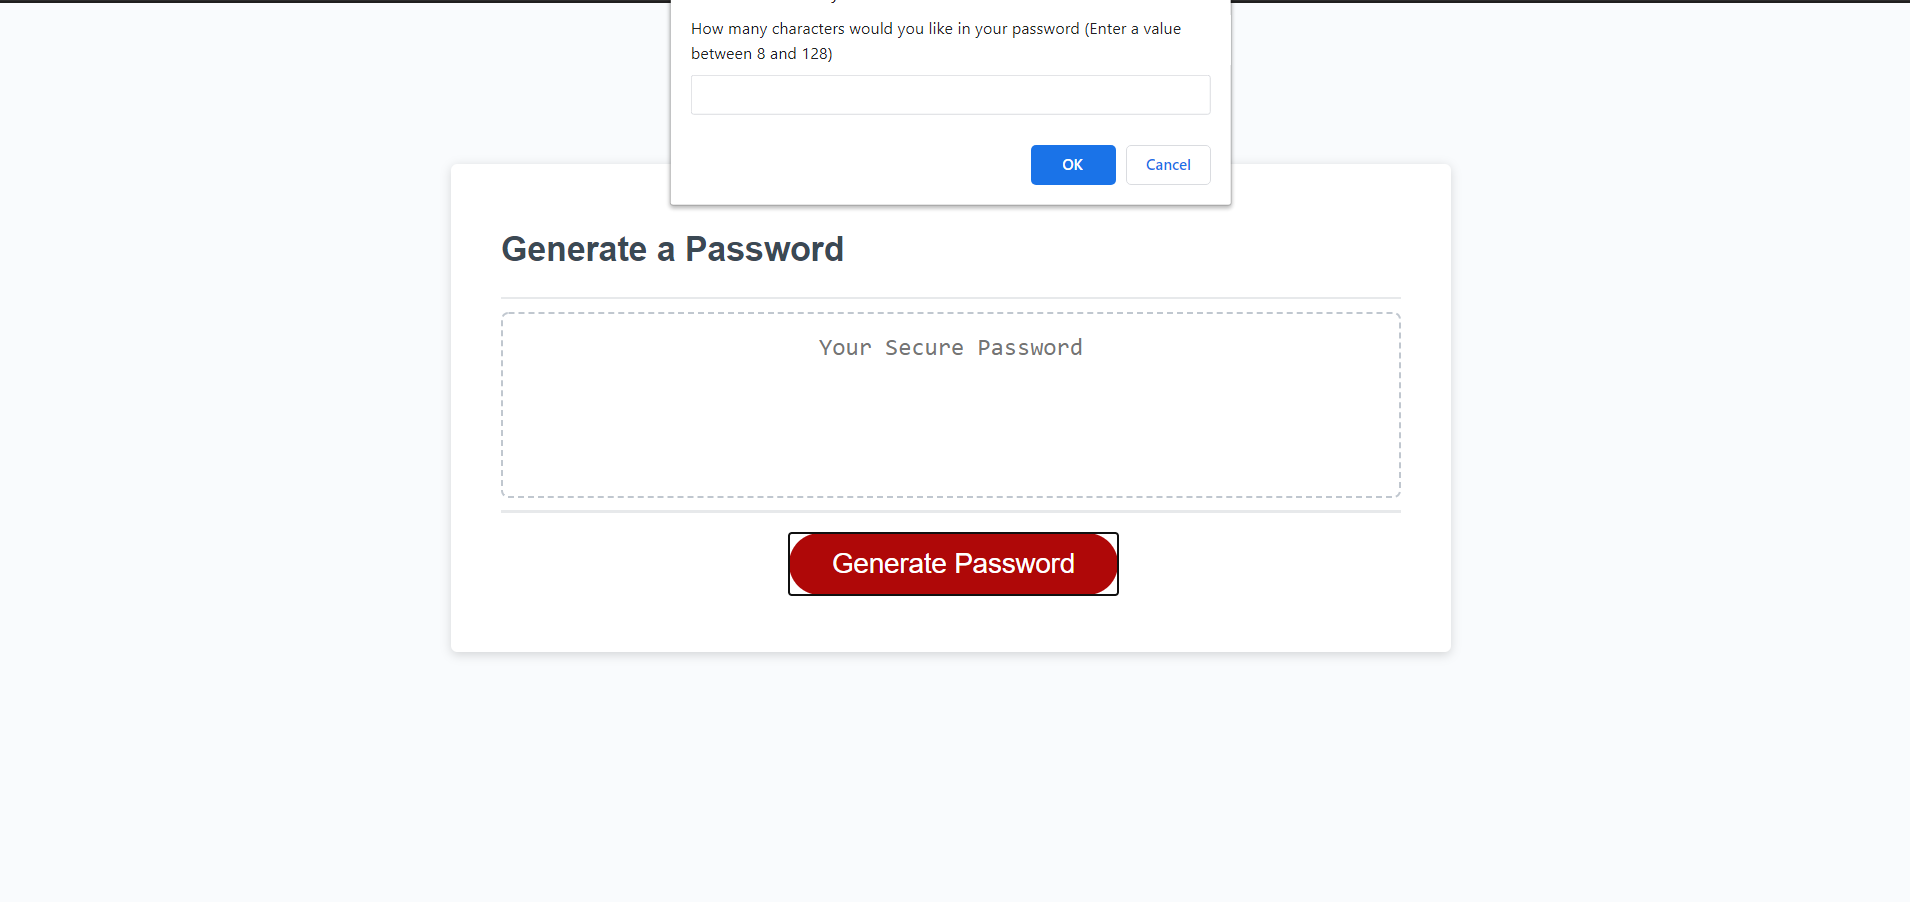 How many characters would you like in your password (Enter a value
between 8 and 128)
OK
Cancel
Generate a Password
Your Secure Password
Generate Password